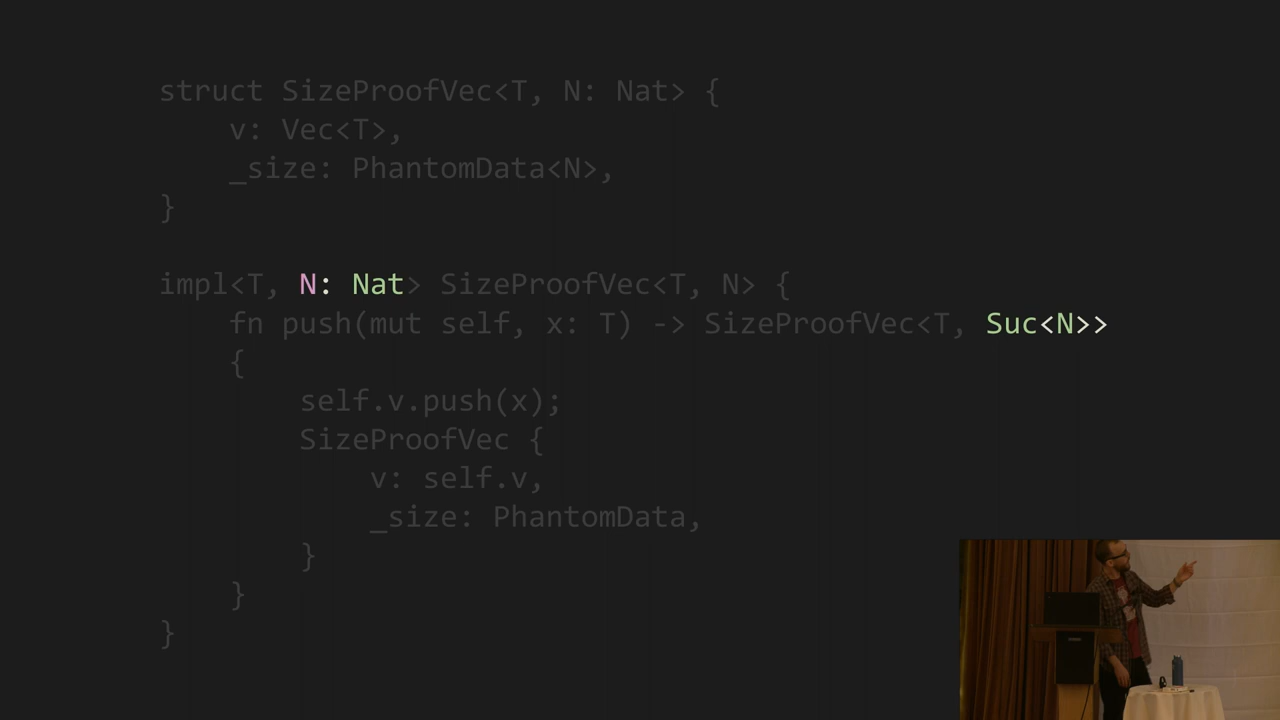 struct SizeProofVec<T, N: Nat> {
    v: Vec<T>,
    _size: PhantomData<N>,
}
impl<T, N: Nat> SizeProofVec<T, N> {
    fn push(mut self, x: T) -> SizeProofVec<T, Suc<N>>
    {
        self.v.push(x);
        SizeProofVec {
            v: self.v,
            _size: PhantomData,
        }
    }
}